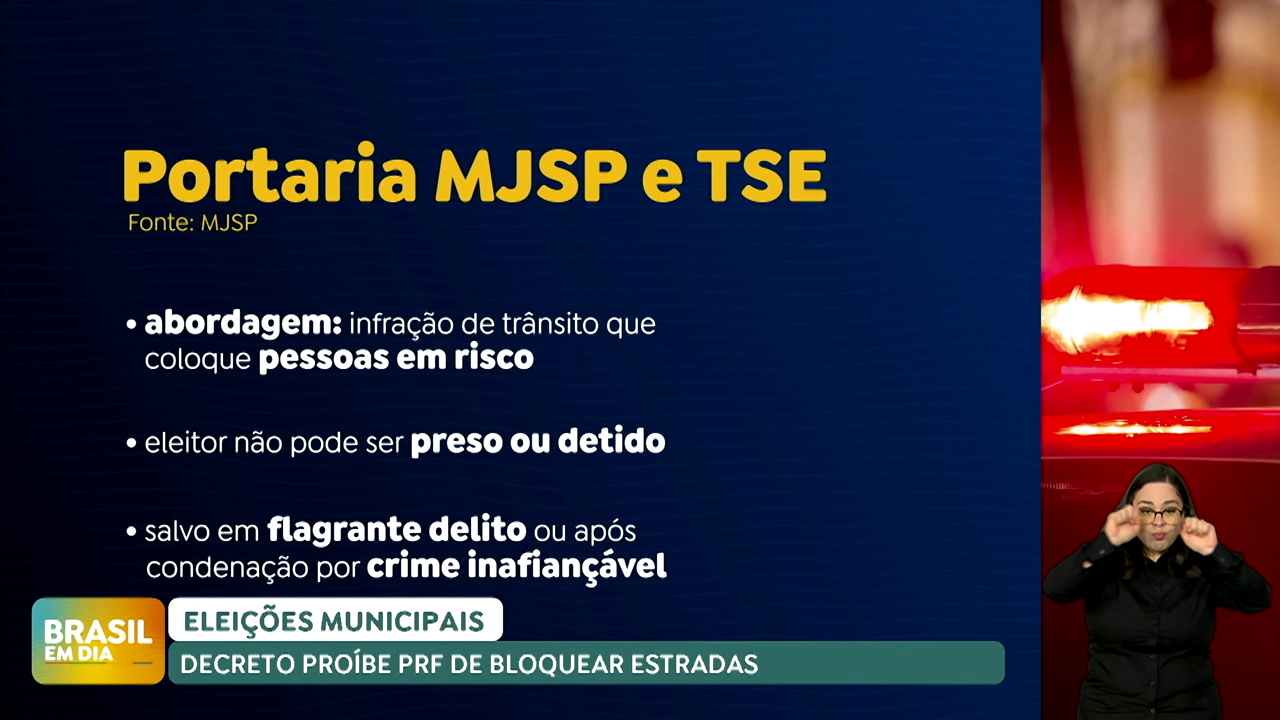 Portaria MJSP e TSE
Fonte: MJSP
• abordagem: infração de trânsito que
coloque pessoas em risco
• eleitor não pode ser preso ou detido
• salvo em flagrante delito ou após
condenação por crime inafiançável
BRASIL
EM DIA
ELEIÇÕES MUNICIPAIS
DECRETO PROÍBE PRF DE BLOQUEAR ESTRADAS